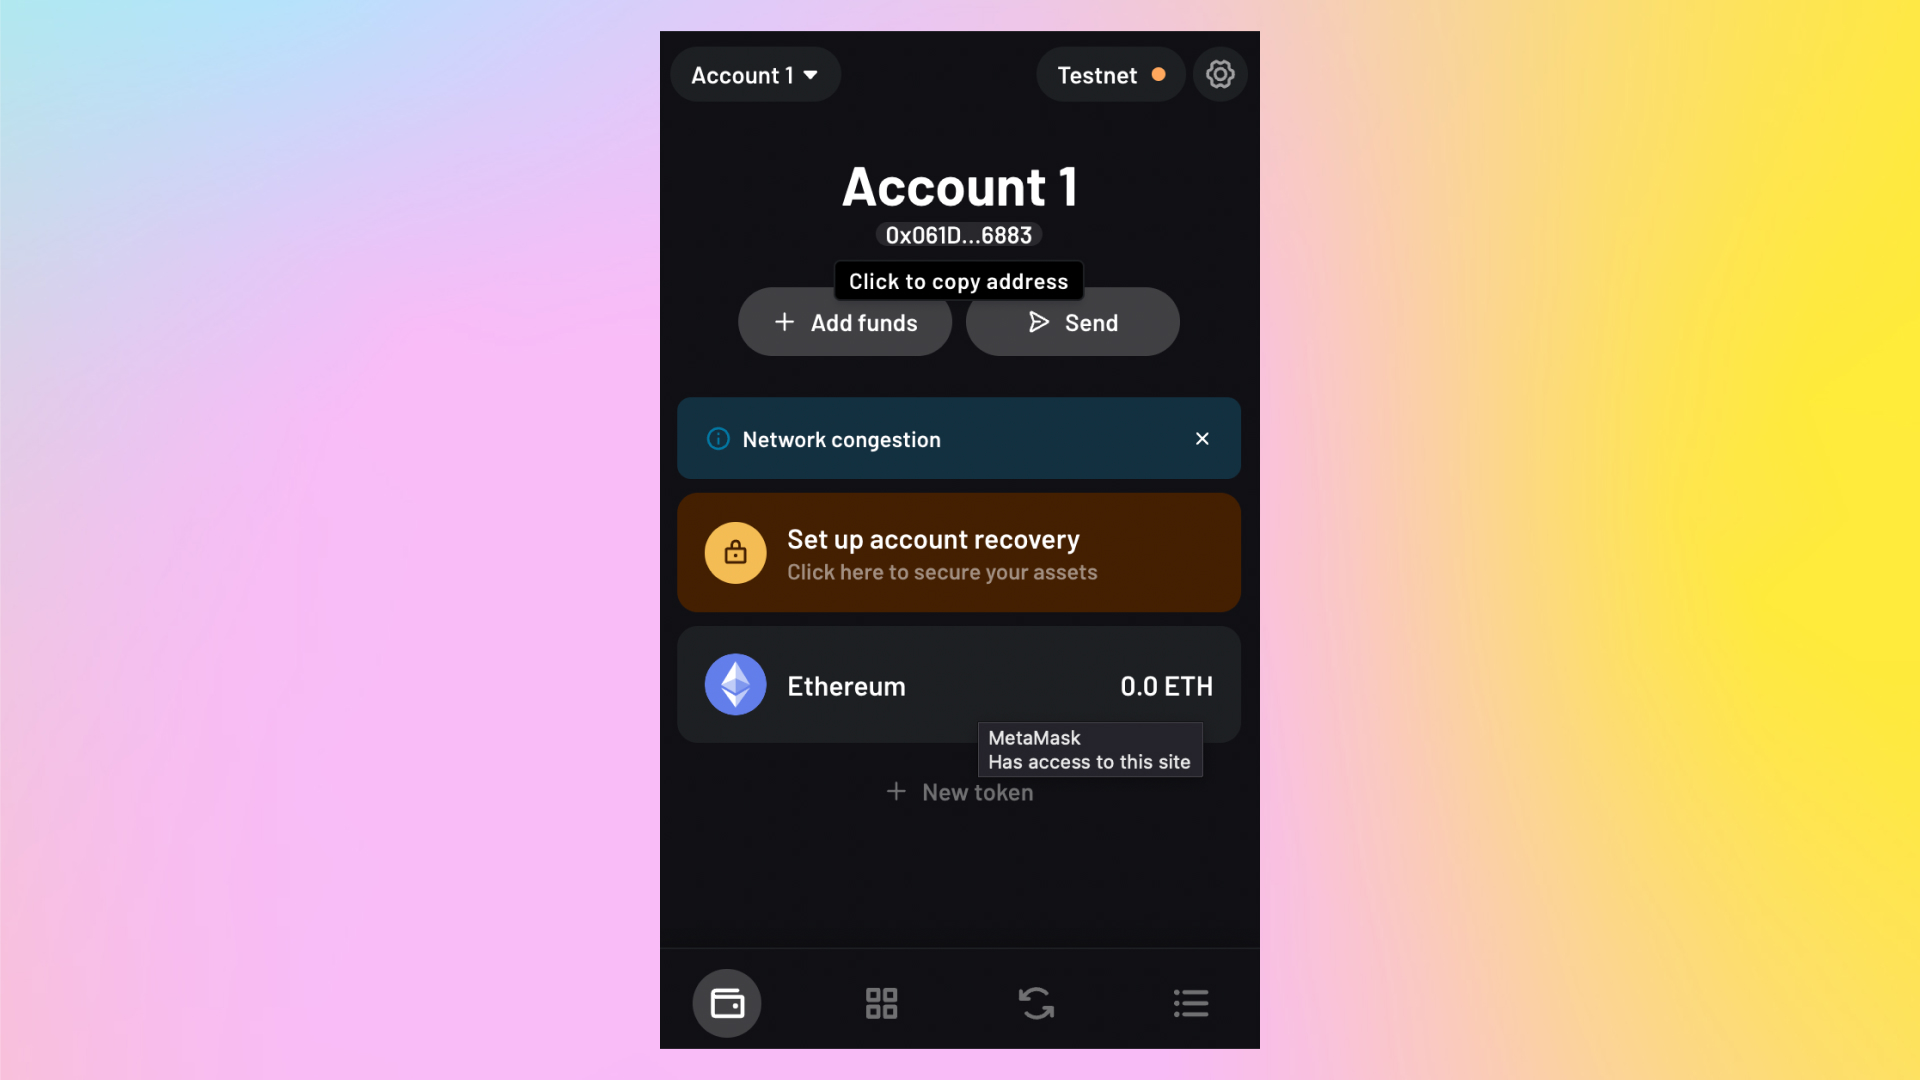 Account 1
Testnet
Account 1
0x061D...6883
Click to copy address
Add funds
Send
Network congestion
Set up account recovery
Click here to secure your assets
Ethereum
0.0 ETH
MetaMask
Has access to this site
New token